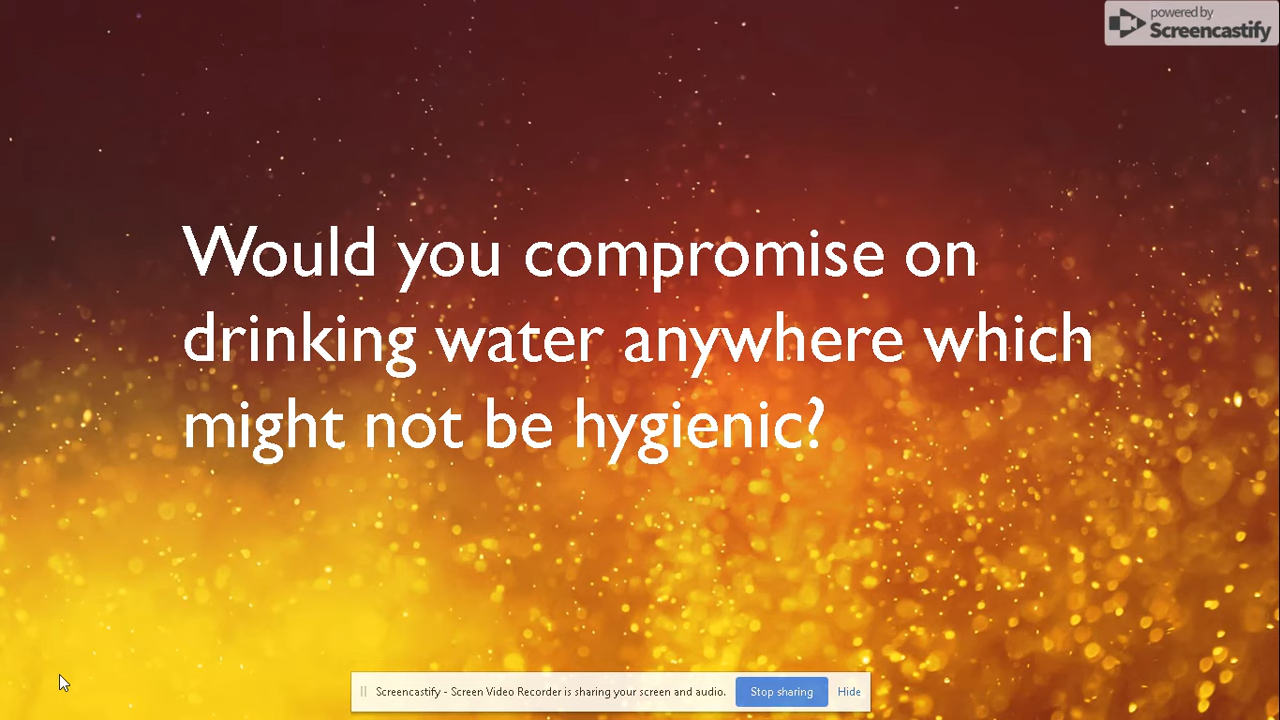 powered by
Screencastify
Would you compromise on
drinking water anywhere which
might not be hygienic?
Screencastify - Screen Video Recorder is sharing your screen and audio. Stop sharing Hide